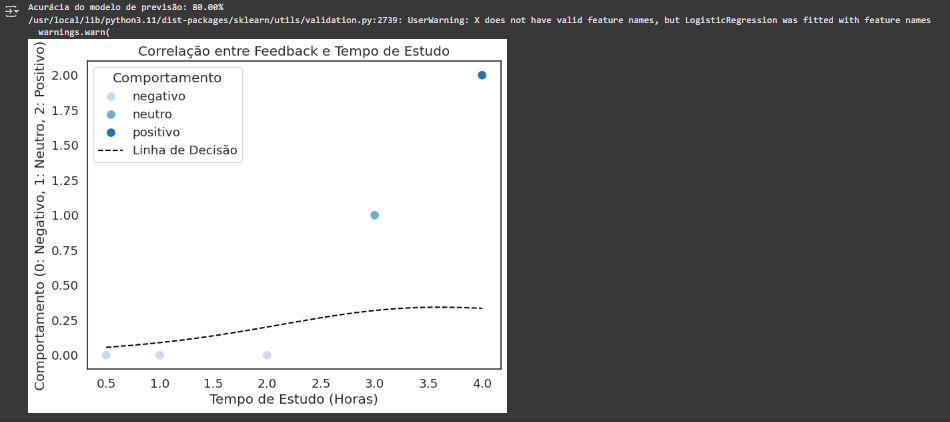 Acurácia do modelo de previsão: 80.00%
/usr/local/lib/python3.11/dist-packages/sklearn/utils/validation.py:2739: UserWarning: X does not have valid feature names, but LogisticRegression was fitted with feature names
warnings.warn(
Correlação entre Feedback e Tempo de Estudo
Comportamento (0: Negativo, 1: Neutro, 2: Positivo)
2.00
1.75
1.50
1.25
1.00
0.75
0.50
0.25
0.00
Comportamento
negativo
neutro
positivo
Linha de Decisão
0.5 1.0 1.5 2.0 2.5 3.0 3.5 4.0
Tempo de Estudo (Horas)